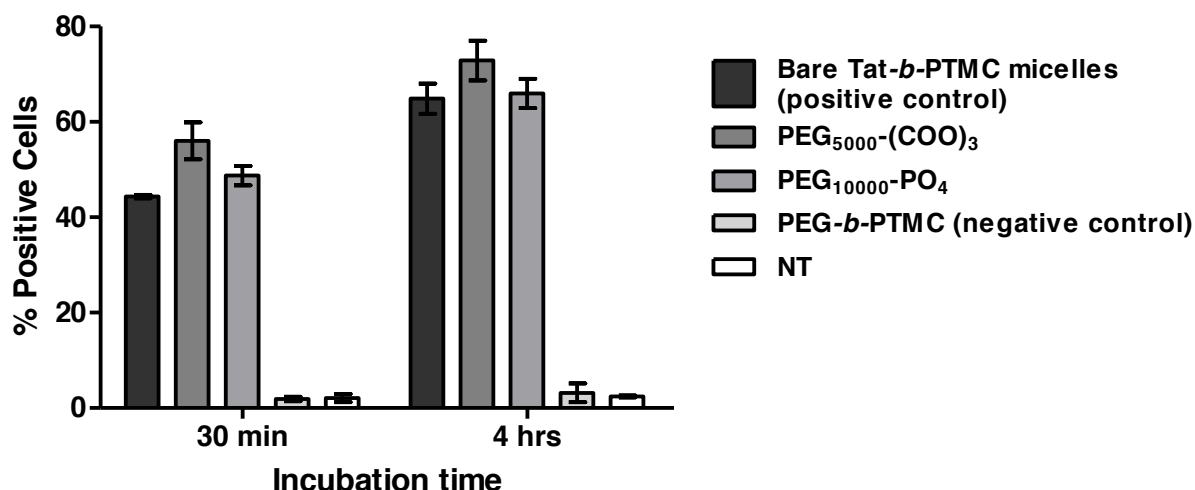 80
60
40
20
0
% Positive Cells
30 min
4 hrs
Incubation time
Bare Tat-b-PTMC micelles
(positive control)
PEG₅₀₀₀-(COO)₃
PEG₁₀₀₀₀-PO₄
PEG-b-PTMC (negative control)
NT